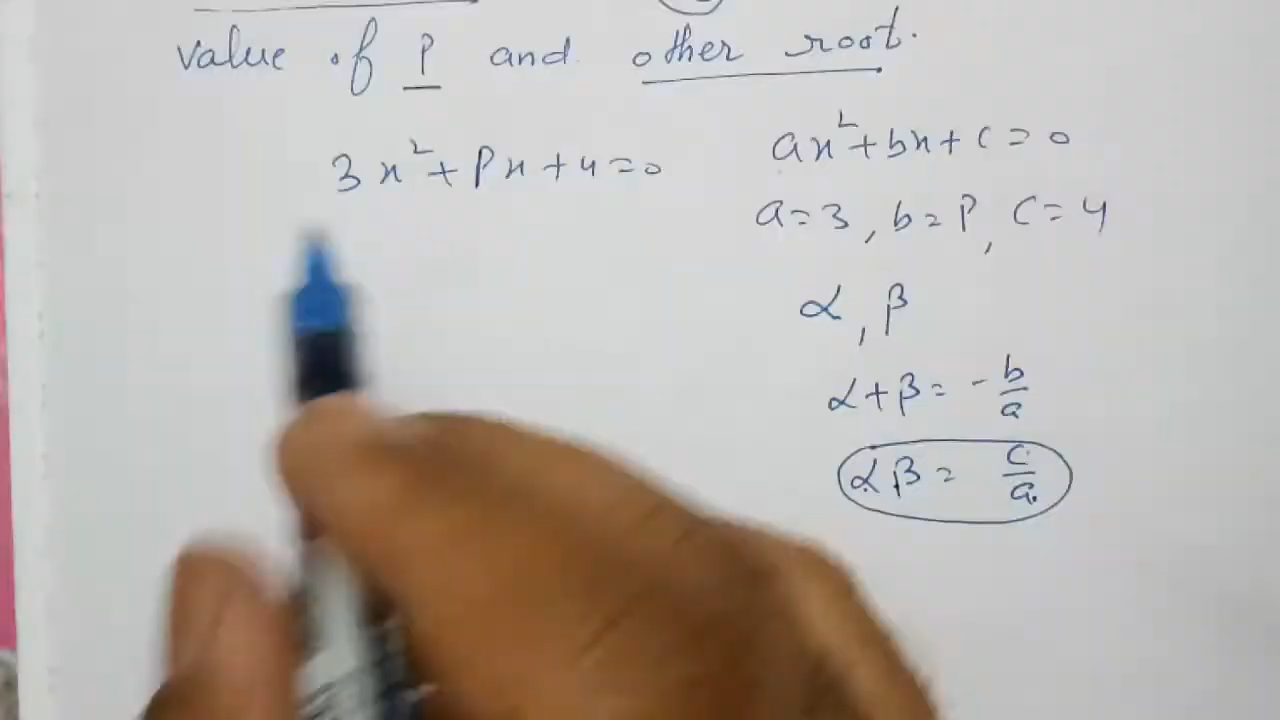 value of P and other root.
3x² + Px + 4 = 0
ax² + bx + c = 0
a = 3, b = P, c = 4
α, β
α + β = - b/a
αβ = c/a